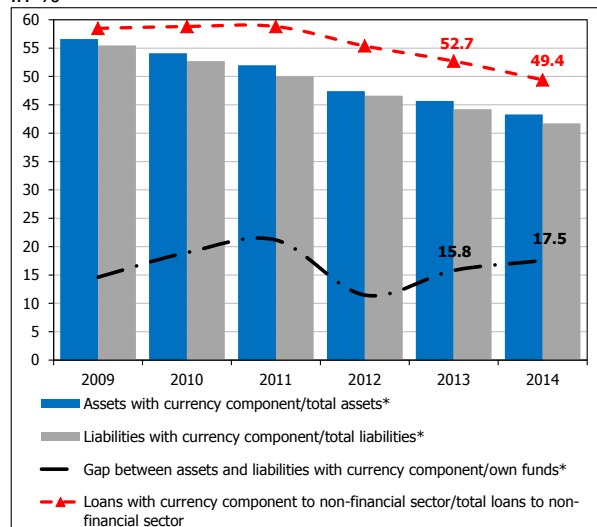 60
55
50
45
40
35
30
25
20
15
10
5
0
52.7
49.4
15.8
17.5
2009 2010 2011 2012 2013 2014
Assets with currency component/total assets*
Liabilities with currency component/total liabilities*
Gap between assets and liabilities with currency component/own funds*
Loans with currency component to non-financial sector/total loans to non-
financial sector